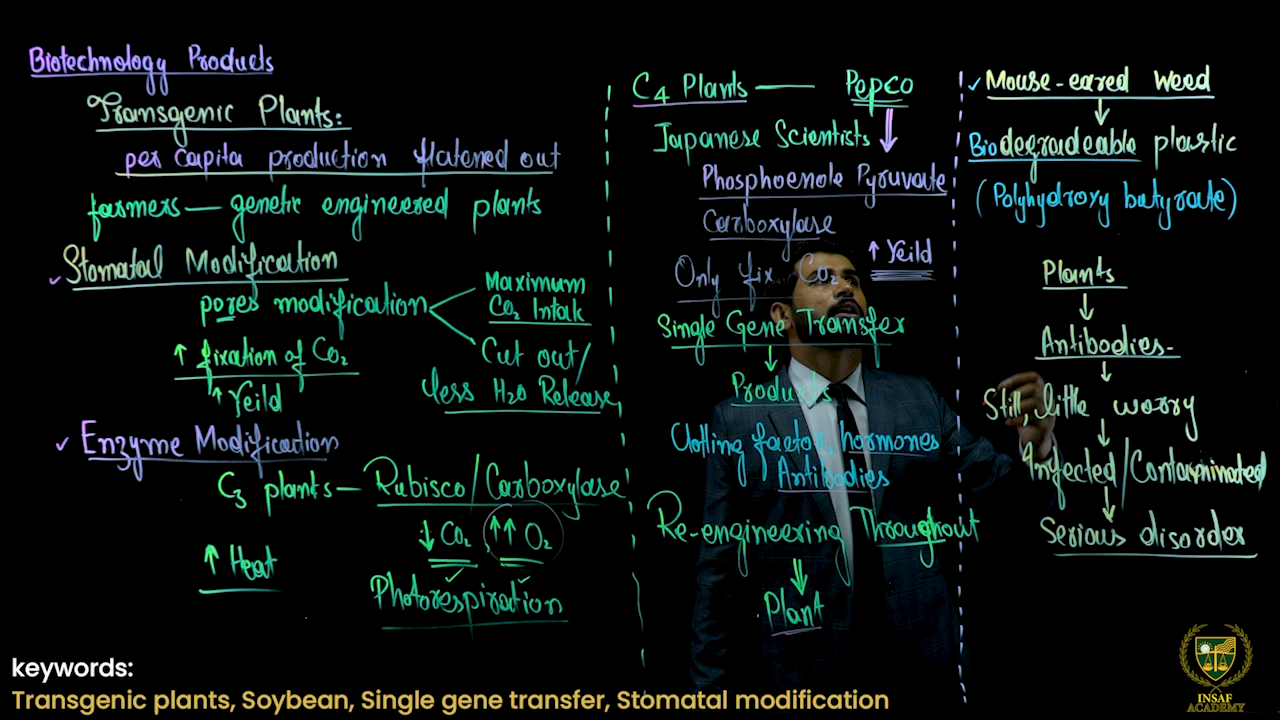 Biotechnology Products
Transgenic Plants:
per capita production flatened out
farmers — genetic engineered plants
✓ Stomatal Modification
pores modification
Maximum
CO2 Intak
Cut out/
less H2O Release
↑ fixation of CO2
↑ Yeild
✓ Enzyme Modification
C3 plants — Rubisco/Carboxylase
↓ CO2, ↑↑ O2
↑ Heat
Photorespiration
C4 Plants — Pepco
Japanese Scientists
Phosphoenole Pyruvate
Carboxylase
↑ Yeild
Only fix CO2
Single Gene Transfer
↓
Products
Clotting factor, hormones
Antibodies
Re-engineering Throughout
⇓
Plant
✓ Mouse-eared Weed
↓
Biodegradeable plastic
(Polyhydroxy butyrate)
Plants
↓
Antibodies-
↓
Still, little worry
↓
Infected/Contaminated
↓
Serious disorder
keywords:
Transgenic plants, Soybean, Single gene transfer, Stomatal modification
INSAF
ACADEMY